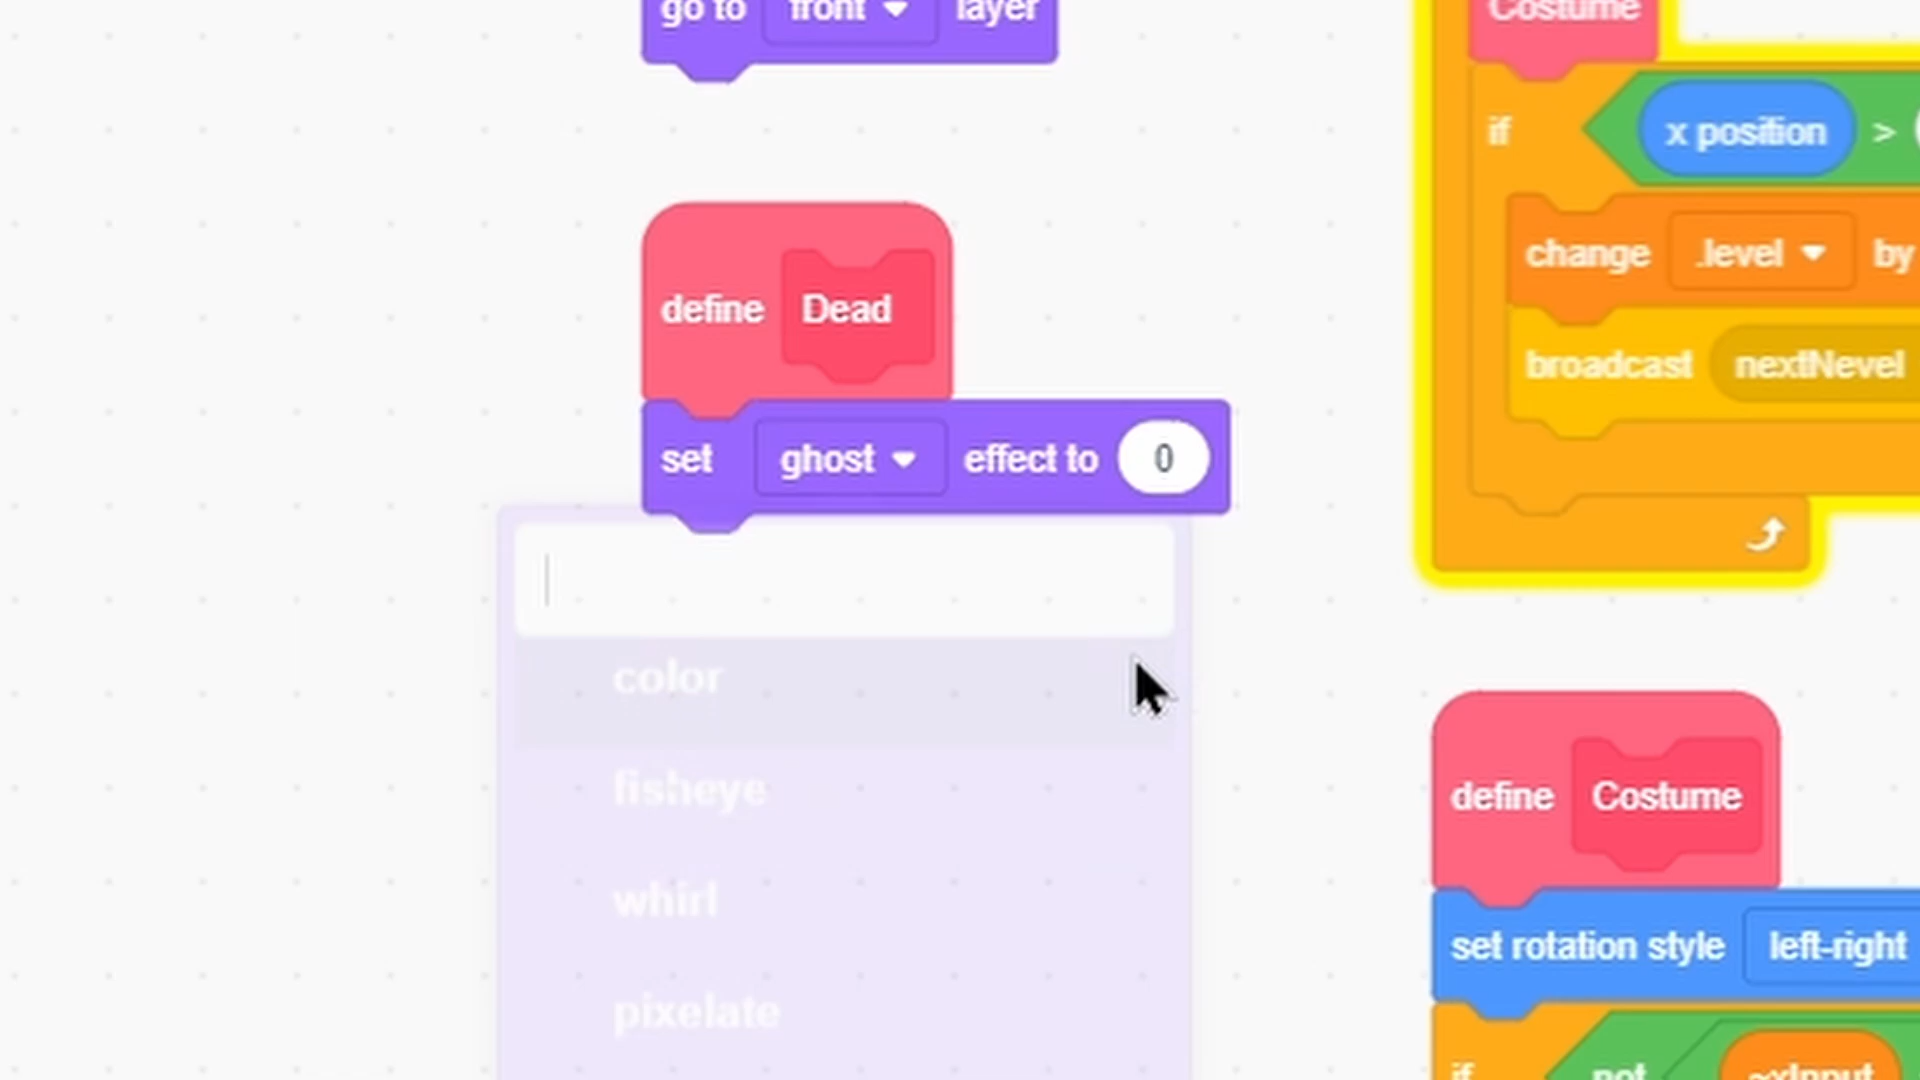 go to front layer
define Dead
set ghost effect to 0
color
fisheye
whirl
pixelate
Costume
if x position >
change .level by
broadcast nextNevel
define Costume
set rotation style left-right
if not ~xInput